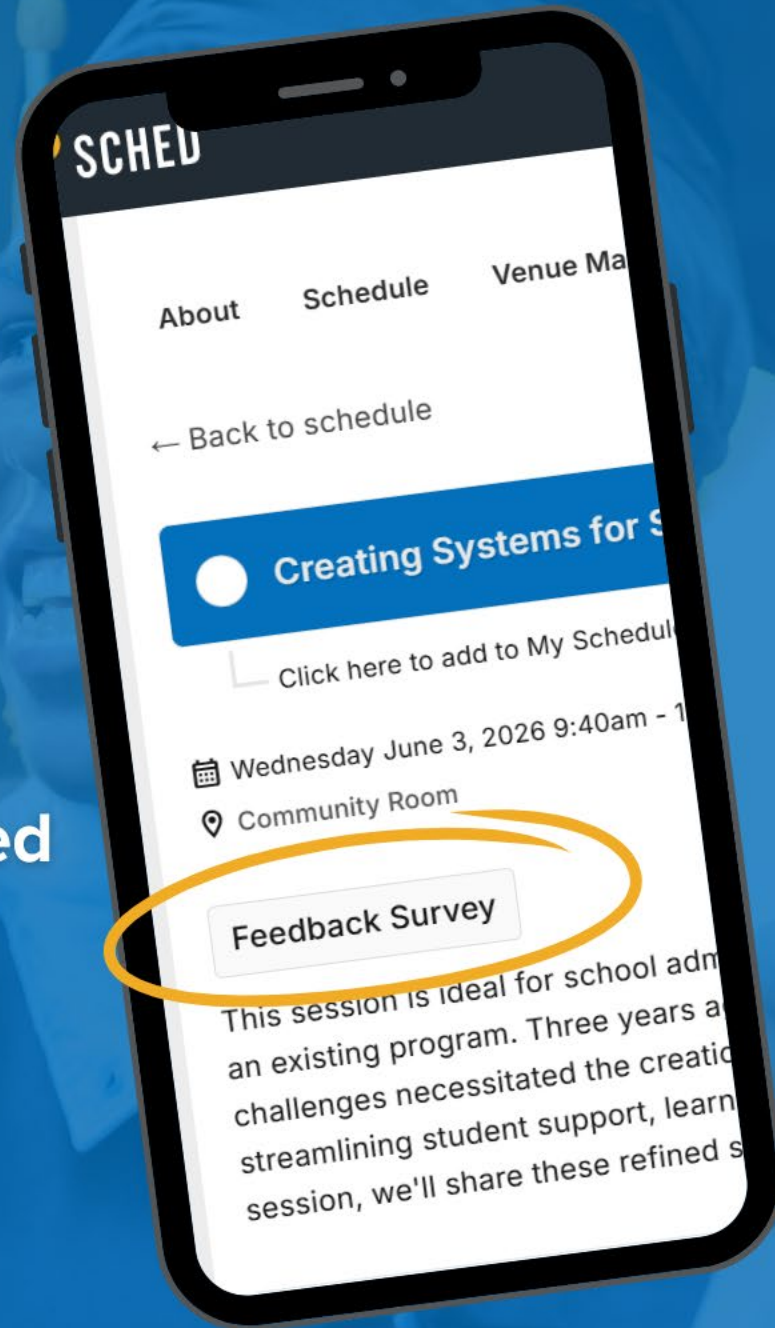 SCHED
About Schedule Venue Ma
← Back to schedule
Creating Systems for S
Click here to add to My Schedul
Wednesday June 3, 2026 9:40am - 1
Community Room
ed
Feedback Survey
This session is ideal for school adm
an existing program. Three years a
challenges necessitated the creatio
streamlining student support, learn
session, we'll share these refined s